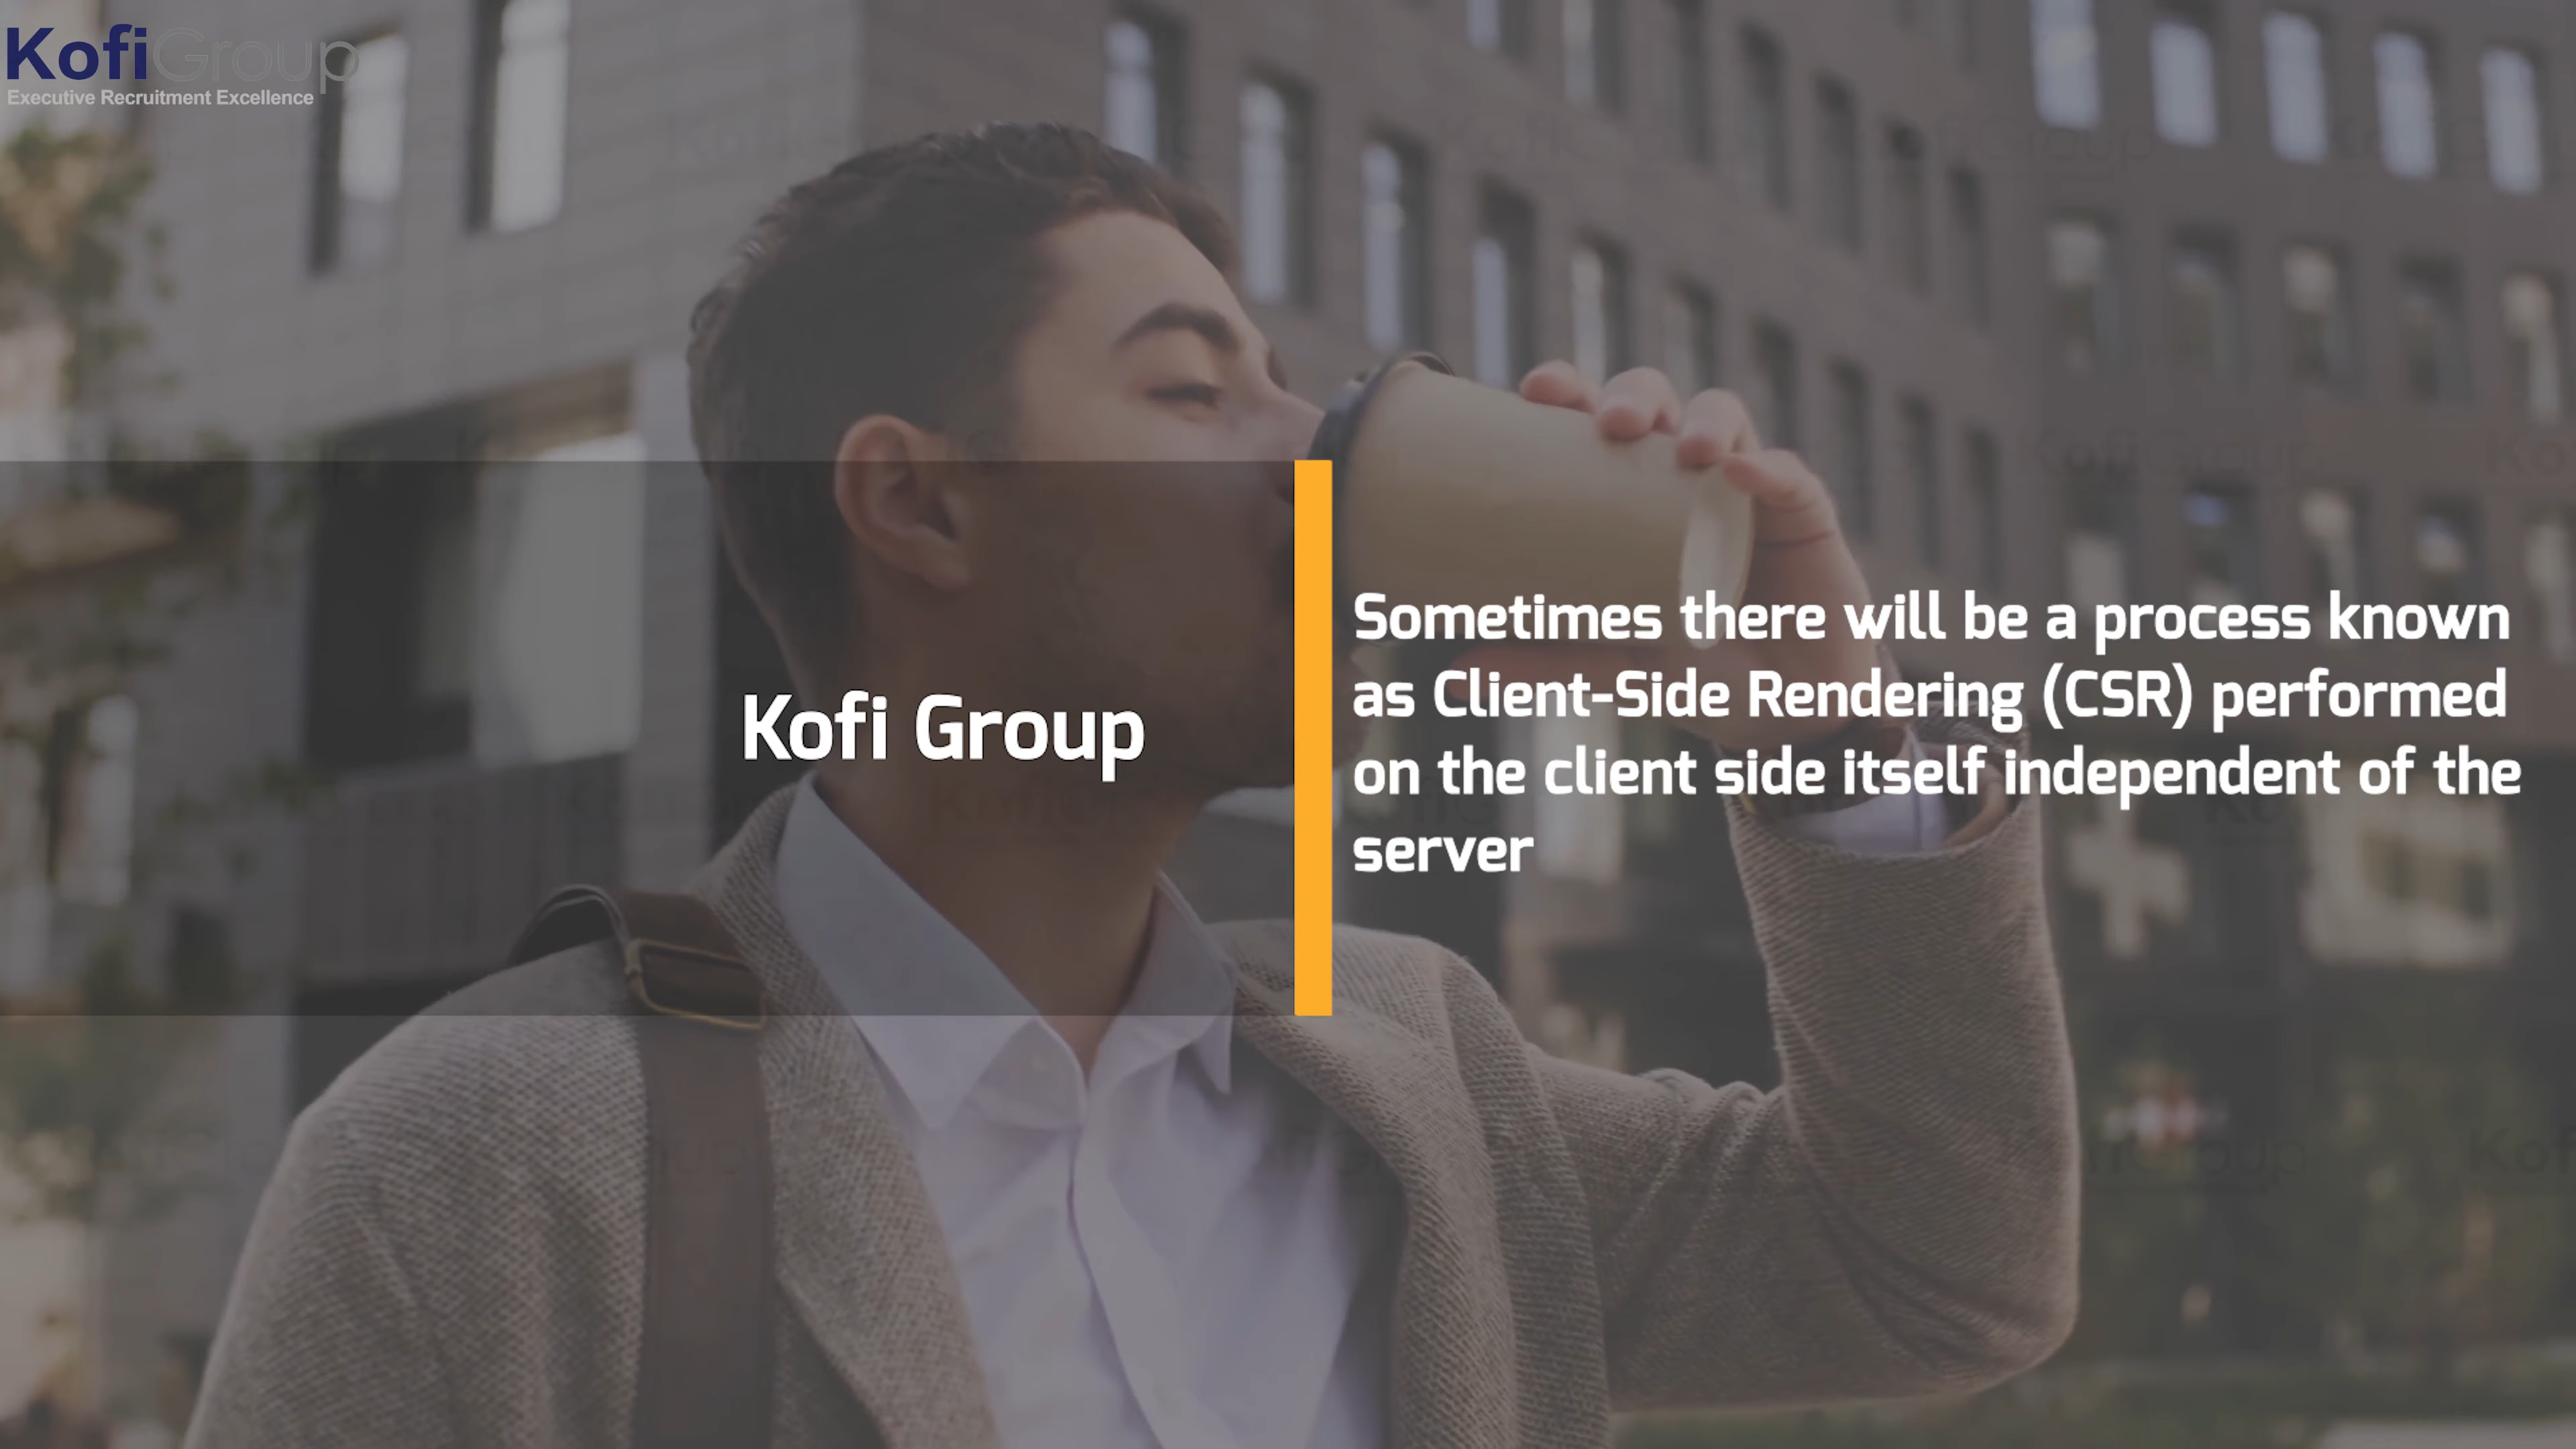 KofiGroup
Executive Recruitment Excellence
Kofi Group
Sometimes there will be a process known
as Client-Side Rendering (CSR) performed
on the client side itself independent of the
server